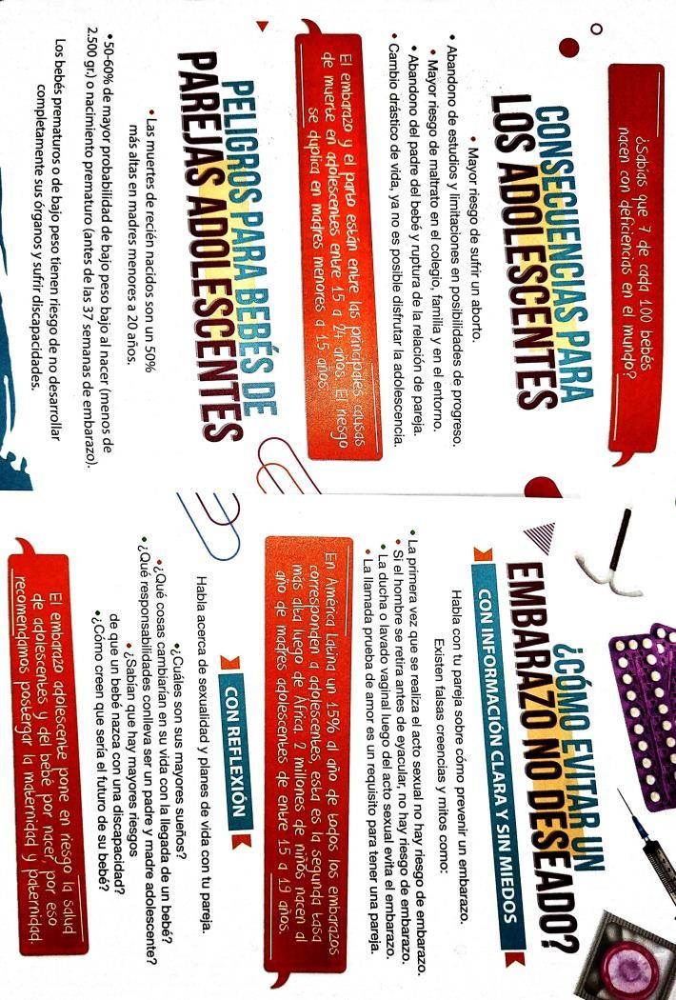 ¿Sabías que 7 de cada 100 bebés
nacen con deficiencias en el mundo?
CONSECUENCIAS PARA
LOS ADOLESCENTES
• Mayor riesgo de sufrir un aborto.
• Abandono de estudios y limitaciones en posibilidades de progreso.
• Mayor riesgo de maltrato en el colegio, familia y en el entorno.
• Abandono del padre del bebé y ruptura de la relación de pareja.
• Cambio drástico de vida, ya no es posible disfrutar la adolescencia.
El embarazo y el parto están entre las principales causas
de muerte en adolescentes entre 15 a 24 años. El riesgo
se duplica en madres menores a 15 años.
PELIGROS PARA BEBÉS DE
PAREJAS ADOLESCENTES
• Las muertes de recién nacidos son un 50%
más altas en madres menores a 20 años.
• 50-60% de mayor probabilidad de bajo peso bajo al nacer (menos de
2.500 gr.) o nacimiento prematuro (antes de las 37 semanas de embarazo).
Los bebés prematuros o de bajo peso tienen riesgo de no desarrollar
completamente sus órganos y sufrir discapacidades.
¿CÓMO EVITAR UN
EMBARAZO NO DESEADO?
CON INFORMACIÓN CLARA Y SIN MIEDOS
Habla con tu pareja sobre cómo prevenir un embarazo.
Existen falsas creencias y mitos como:
• La primera vez que se realiza el acto sexual no hay riesgo de embarazo.
• Si el hombre se retira antes de eyacular, no hay riesgo de embarazo.
• La ducha o lavado vaginal luego del acto sexual evita el embarazo.
• La llamada prueba de amor es un requisito para tener una pareja.
En América Latina un 15% al año de todos los embarazos
corresponden a adolescentes, esta es la segunda tasa
más alta luego de África. 2 millones de niños nacen al
año de madres adolescentes de entre 15 a 19 años.
CON REFLEXIÓN
Habla acerca de sexualidad y planes de vida con tu pareja.
• ¿Cuáles son sus mayores sueños?
• ¿Qué cosas cambiarían en su vida con la llegada de un bebé?
• ¿Qué responsabilidades conlleva ser un padre y madre adolescente?
• ¿Sabían que hay mayores riesgos
de que un bebé nazca con una discapacidad?
• ¿Cómo creen que sería el futuro de su bebé?
El embarazo adolescente pone en riesgo la salud
de adolescentes y del bebé por nacer, por eso
recomendamos postergar la maternidad y paternidad.